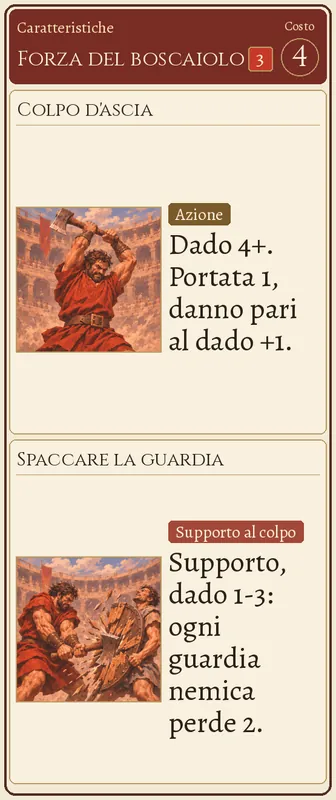 Caratteristiche
Costo
Forza del boscaiolo 3 4
Colpo d'ascia
Azione
Dado 4+.
Portata 1,
danno pari
al dado +1.
Spaccare la guardia
Supporto al colpo
Supporto,
dado 1-3:
ogni
guardia
nemica
perde 2.